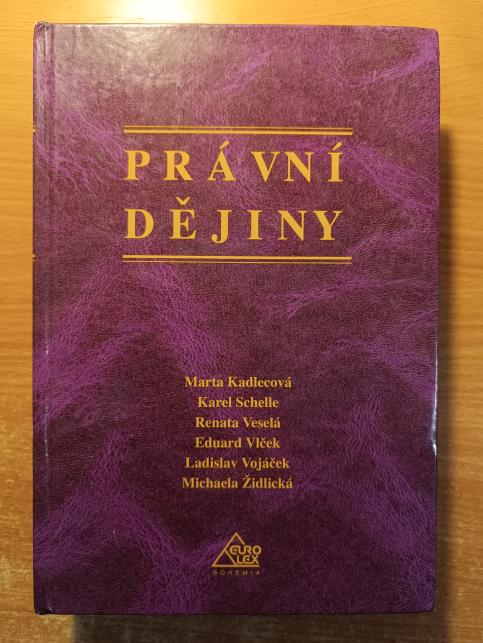 PRÁVNÍ
DĚJINY
Marta Kadlecová
Karel Schelle
Renata Veselá
Eduard Vlček
Ladislav Vojáček
Michaela Židlická
EURO
LEX
BOHEMIA